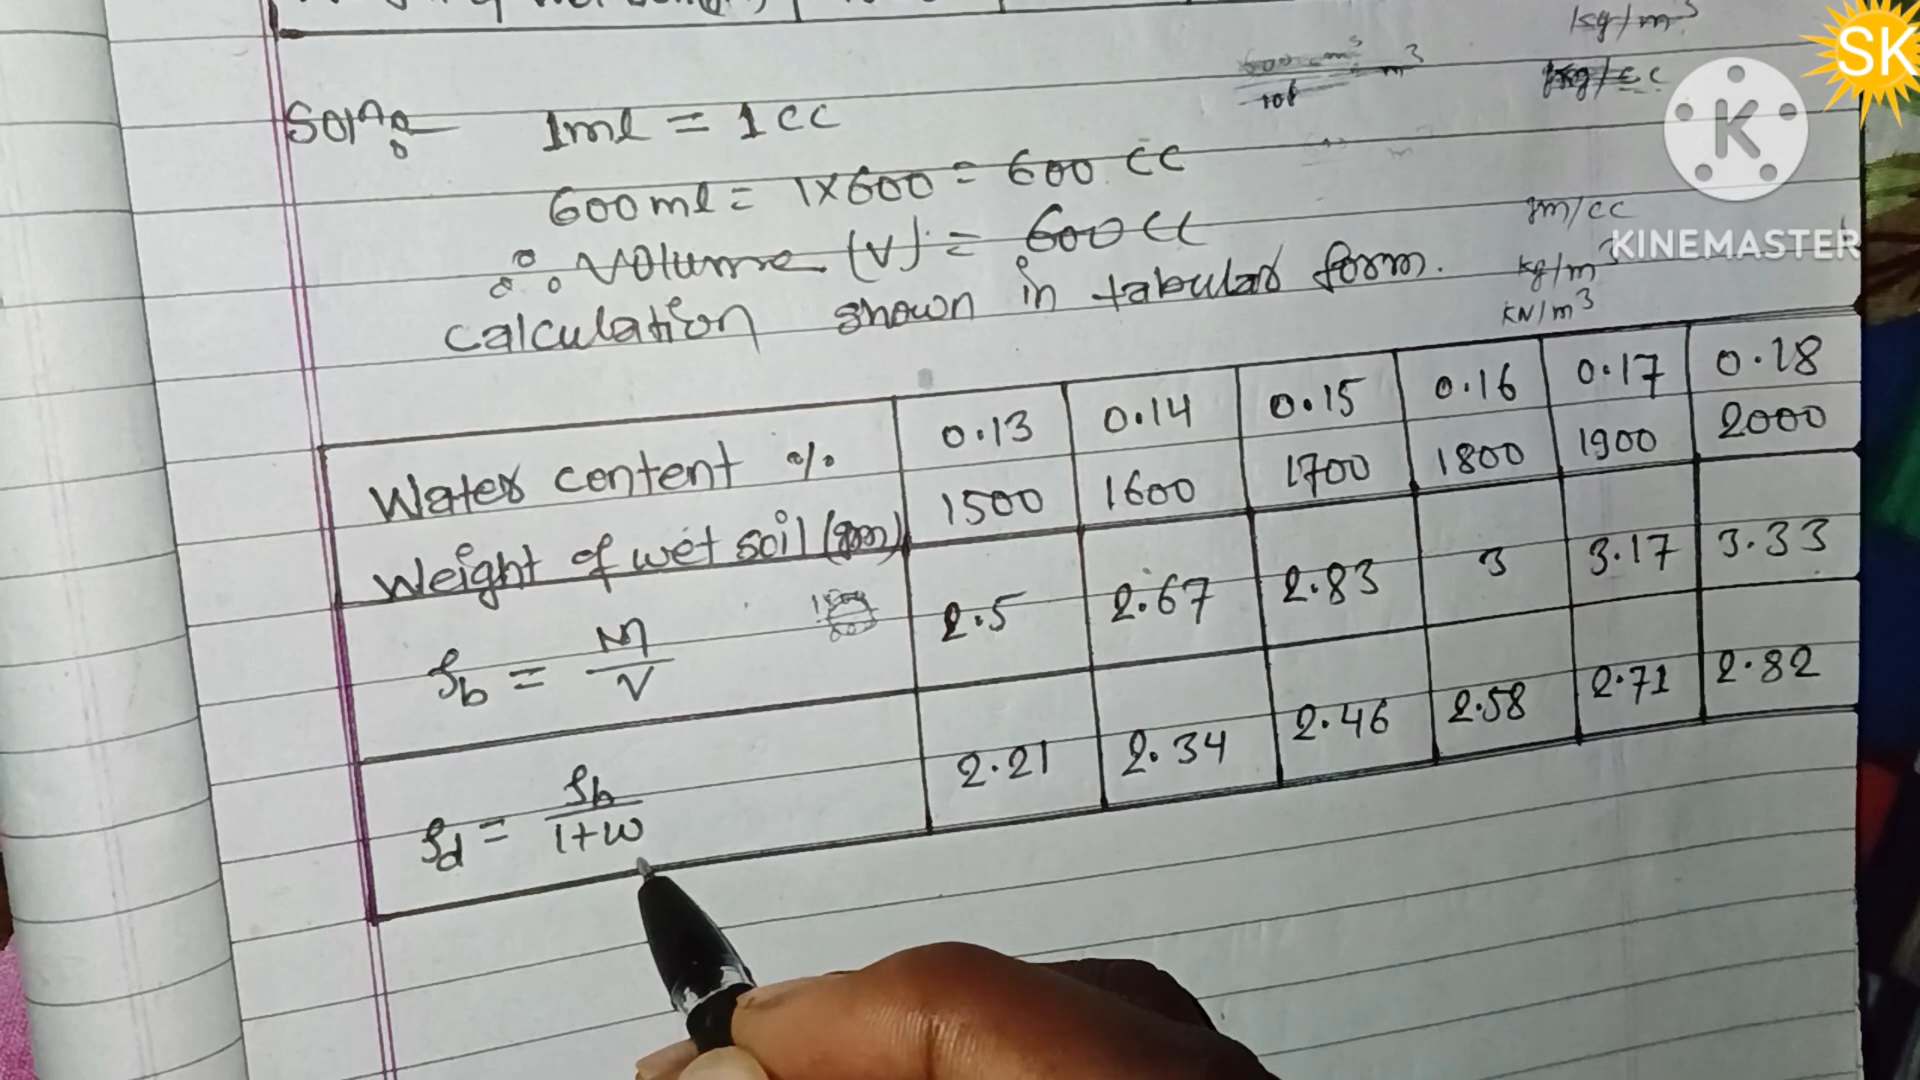 kg/m³
SK
Soln:
1ml = 1 cc
600 ml = 1×600 = 600 cc
∴ Volume (V) = 600 cc
gm/cc
KINEMASTER
calculation shown in tabular form.
kg/m³
kN/m³
Water content % 0.13 0.14 0.15 0.16 0.17 0.18
Weight of wet soil (gm) 1500 1600 1700 1800 1900 2000
ρb = M/V 2.5 2.67 2.83 3 3.17 3.33
ρd = ρb/1+w 2.21 2.34 2.46 2.58 2.71 2.82